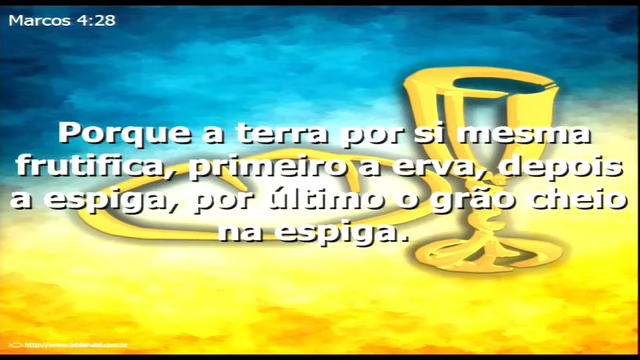 Marcos 4:28
Porque a terra por si mesma
frutifica, primeiro a erva, depois
a espiga, por último o grão cheio
na espiga.